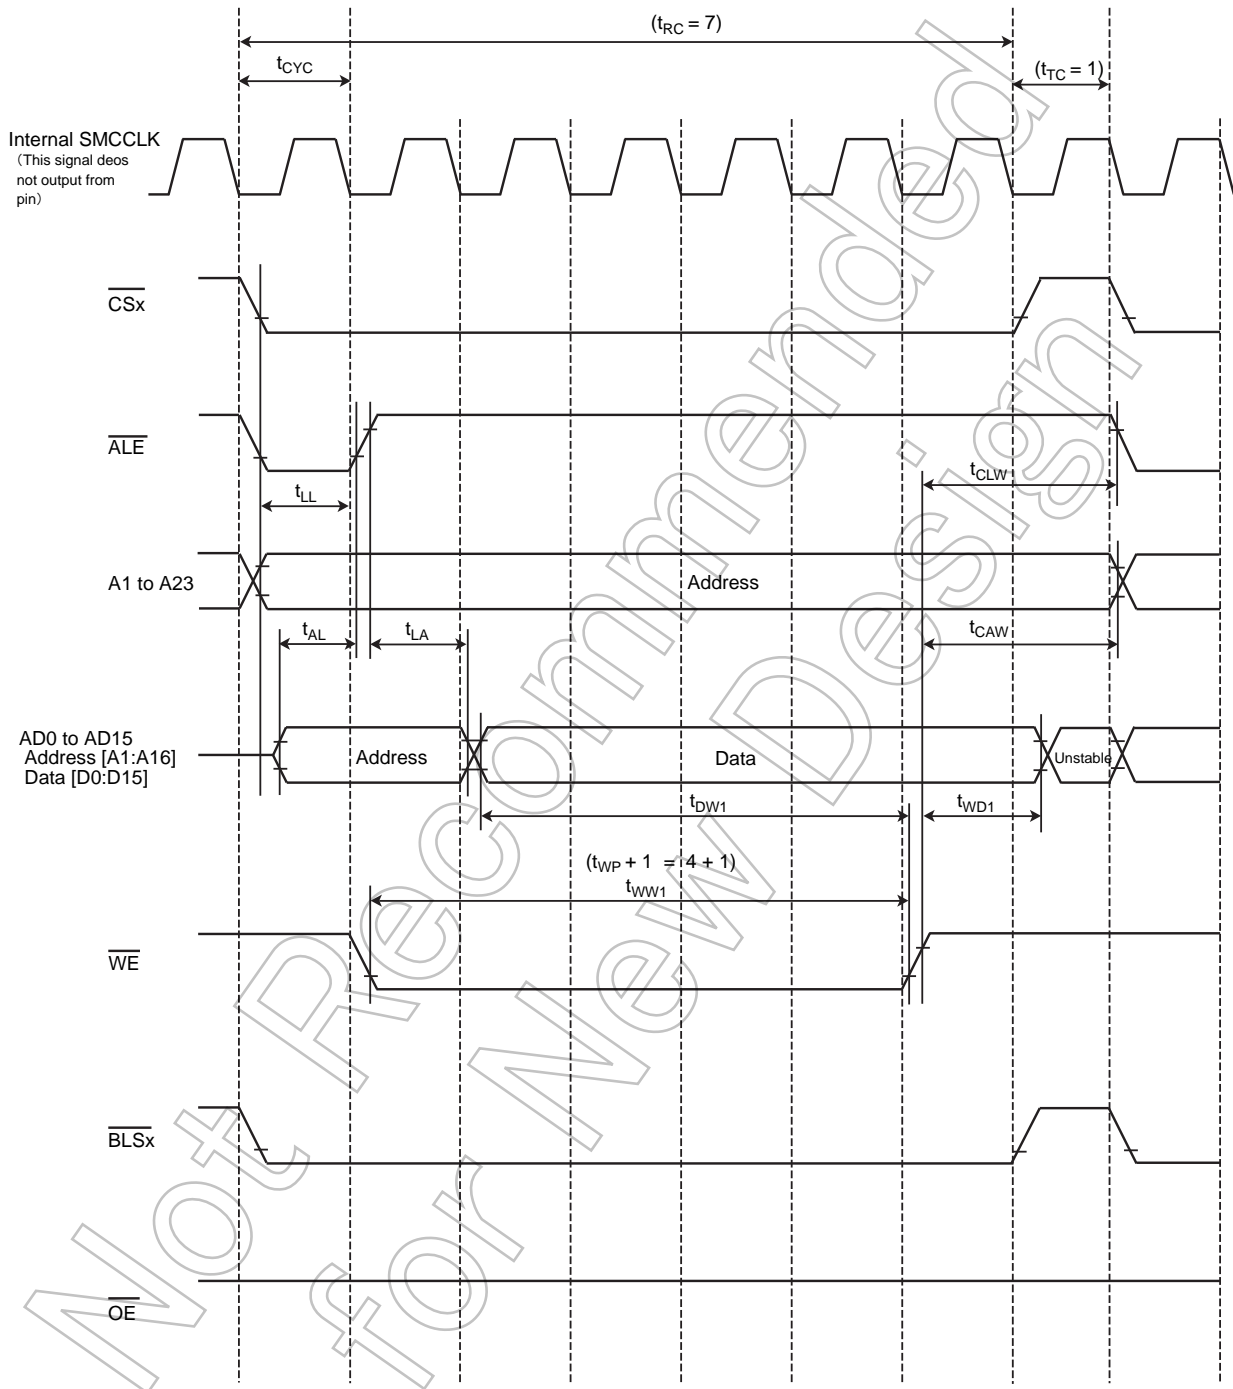 (tRC = 7)
tCYC
(tTC = 1)
Internal SMCCLK
(This signal deos
not output from
pin)
CSx
ALE
tCLW
tLL
A1 to A23
Address
tAL
tLA
tCAW
AD0 to AD15
Address [A1:A16]
Data [D0:D15]
Address
Data
Unstable
tDW1
tWD1
(tWP + 1 = 4 + 1)
tWW1
WE
BLSx
OE
Not Recommended
for New Design